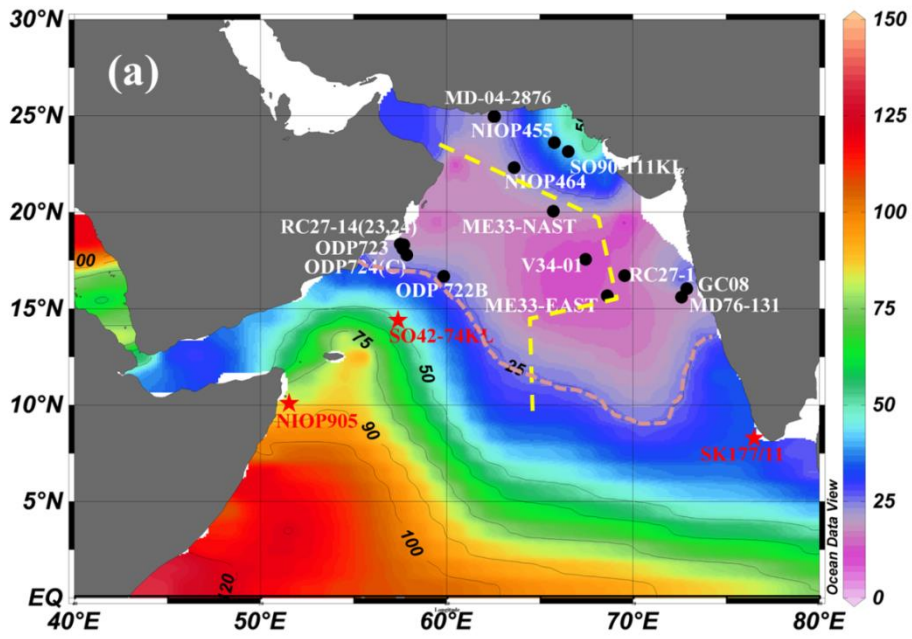 30°N
150
(a)
MD-04-2876
25°N
125
NIOP455
SO90-111KL
NIOP464
20°N
RC27-14(23,24)
ME33-NAST
100
00
ODP723
ODP724(C)
V34-01
RC27-1
GC08
15°N
ODP 722B
ME33-EAST
MD76-131
75
SO42-74KL
75
25
50
10°N
50
NIOP905
90
SK177/11
5°N
25
100
20
Ocean Data View
EQ
0
Longitude
40°E
50°E
60°E
70°E
80°E